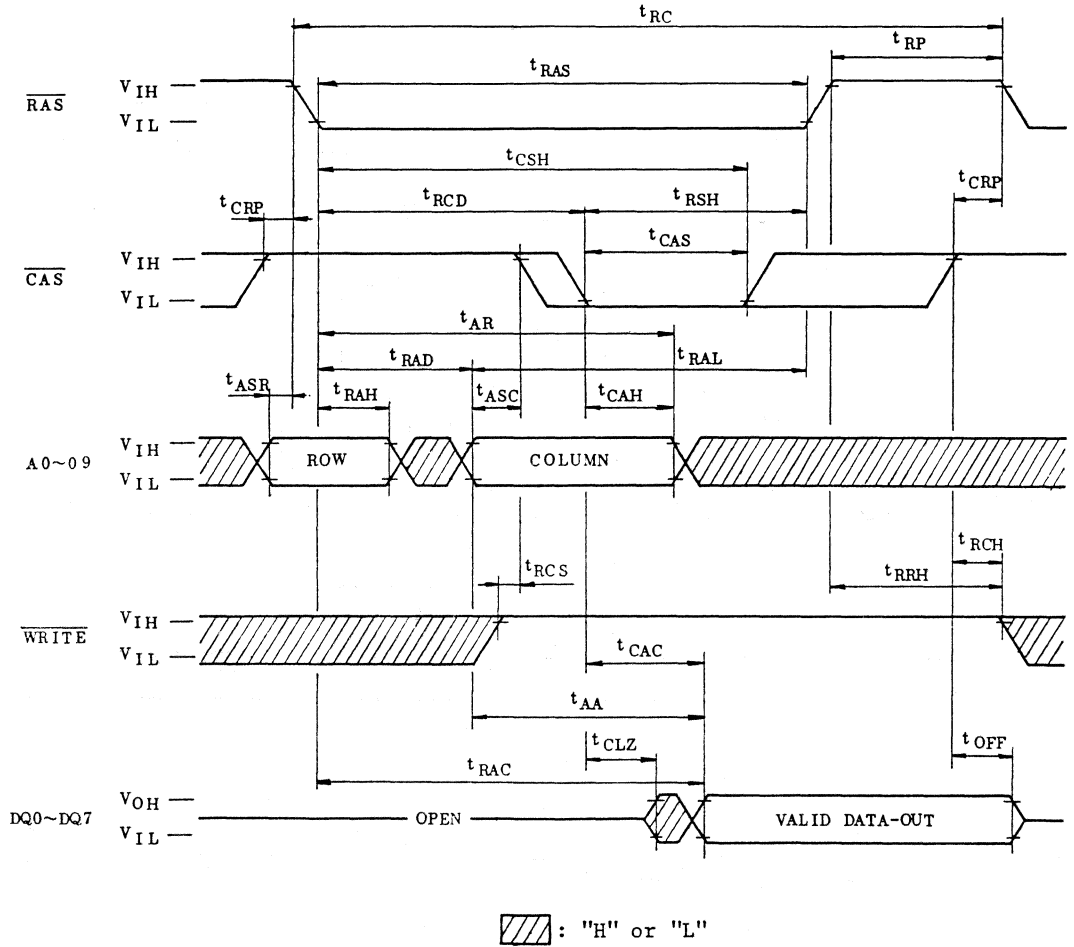 tRC
tRP
tRAS
RAS
VIH
VIL
tCSH
tCRP
tRCD
tRSH
tCRP
tCAS
CAS
VIH
VIL
tAR
tRAD
tRAL
tASR
tRAH
tASC
tCAH
A0~09
VIH
VIL
ROW
COLUMN
tRCH
tRCS
tRRH
WRITE
VIH
VIL
tCAC
tAA
tCLZ
tOFF
tRAC
DQ0~DQ7
VOH
VIL
OPEN
VALID DATA-OUT
: "H" or "L"